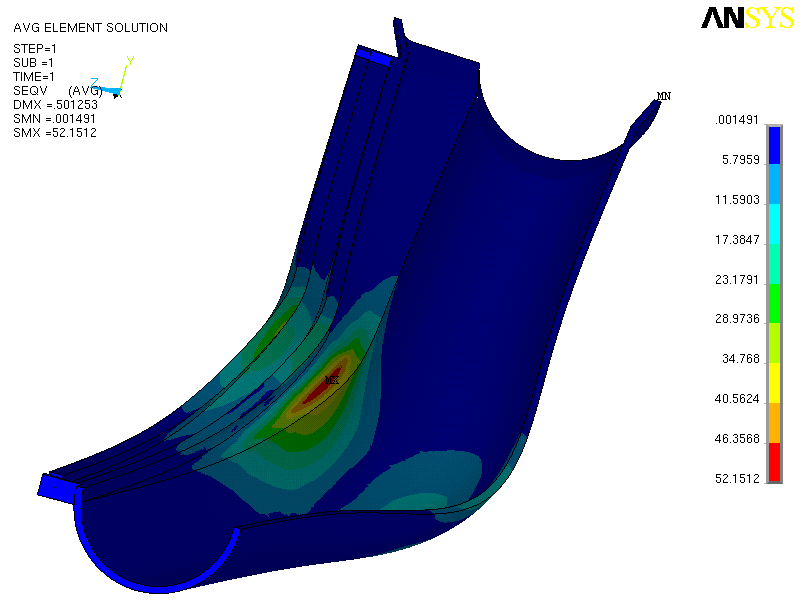 AVG ELEMENT SOLUTION
STEP=1
SUB =1
TIME=1
SEQV (AVG)
DMX =.501253
SMN =.001491
SMX =52.1512
Y
Z
X
ANSYS
MN
MX
.001491
5.7959
11.5903
17.3847
23.1791
28.9736
34.768
40.5624
46.3568
52.1512